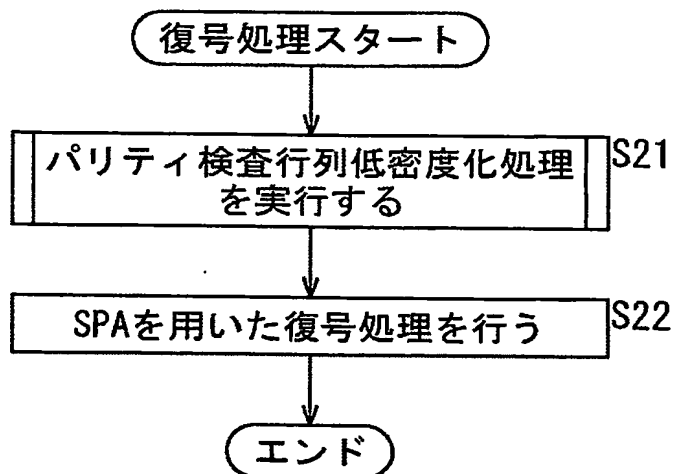 復号処理スタート
パリティ検査行列低密度化処理
を実行する
S21
SPAを用いた復号処理を行う
S22
エンド